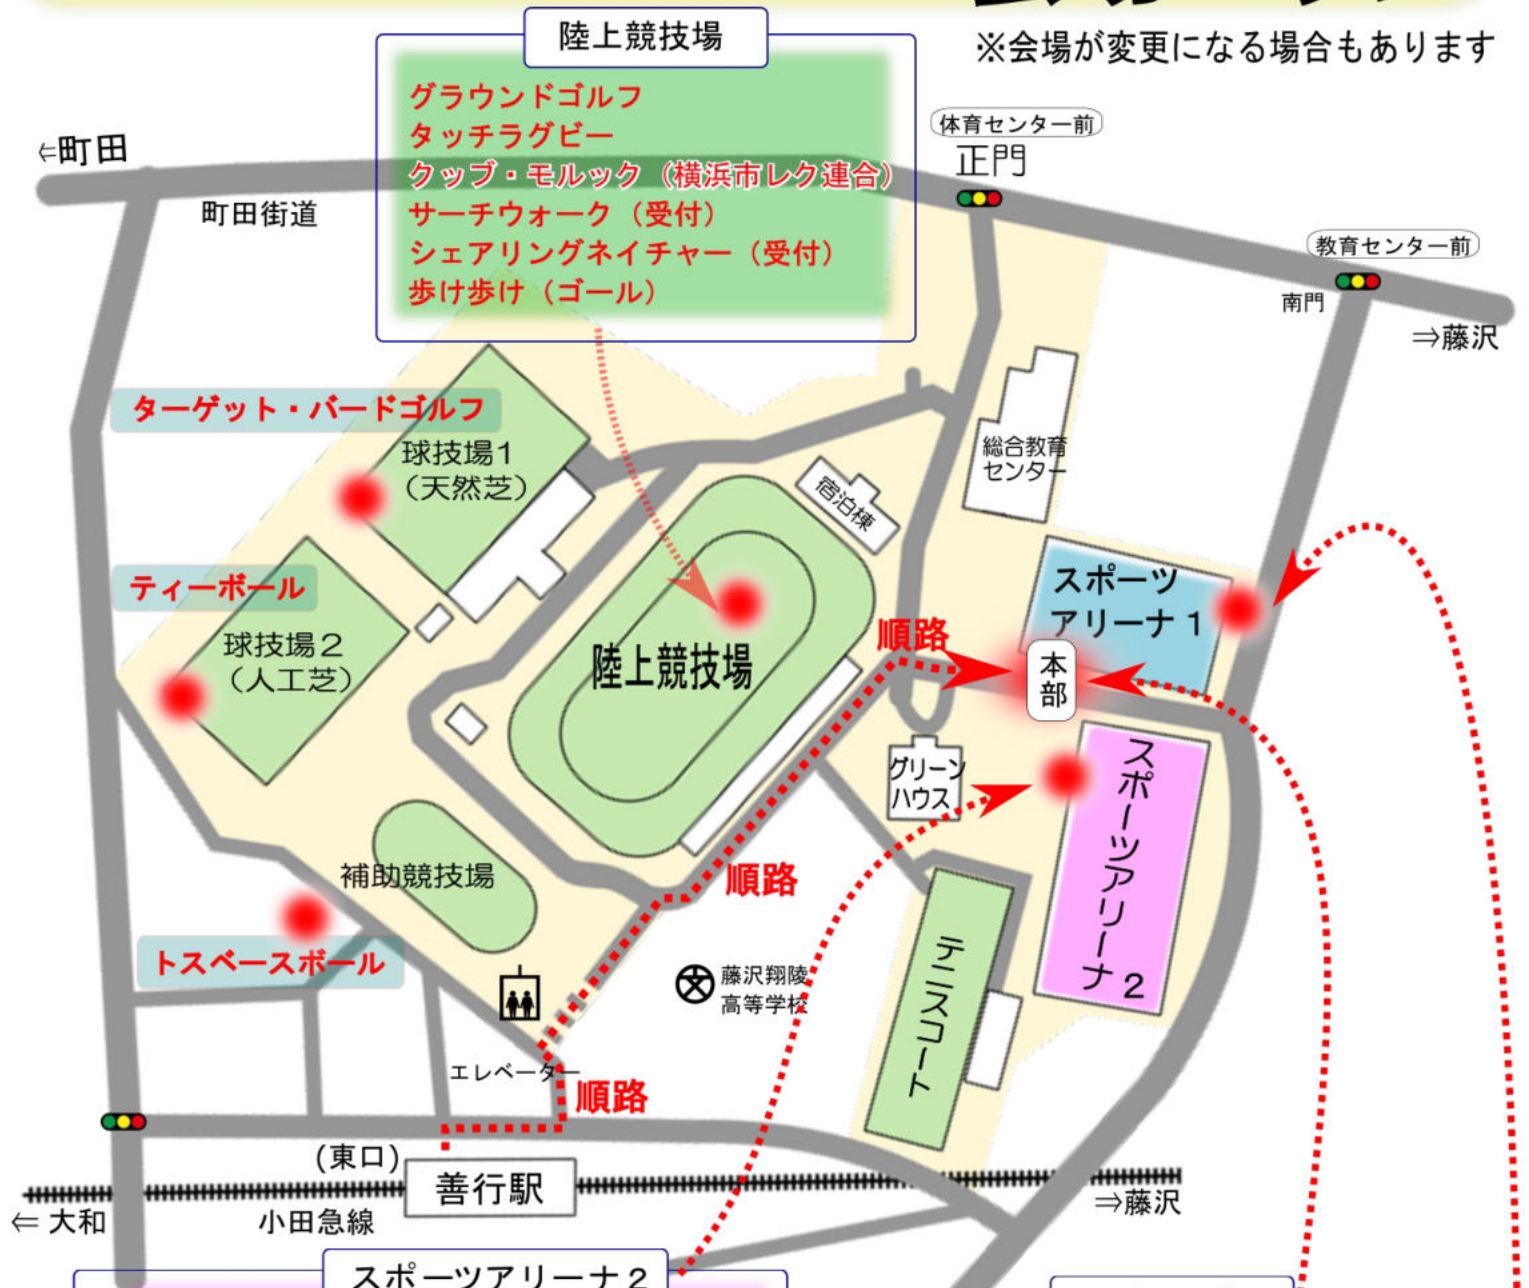 陸上競技場
※会場が変更になる場合もあります
グラウンドゴルフ
タッチラグビー
クッブ・モルック（横浜市レク連合）
サーチウォーク（受付）
シェアリングネイチャー（受付）
歩け歩け（ゴール）
体育センター前
正門
⇐町田
町田街道
教育センター前
南門
⇒藤沢
ターゲット・バードゴルフ
球技場1
（天然芝）
総合教育
センター
宿泊棟
ティーボール
球技場2
（人工芝）
スポーツ
アリーナ1
順路
陸上競技場
本部
グリーン
ハウス
スポーツアリーナ2
補助競技場
順路
トスベースボール
テニスコート
藤沢翔陵
高等学校
エレベーター
順路
(東口)
善行駅
⇐ 大和
小田急線
⇒藤沢
スポーツアリーナ2